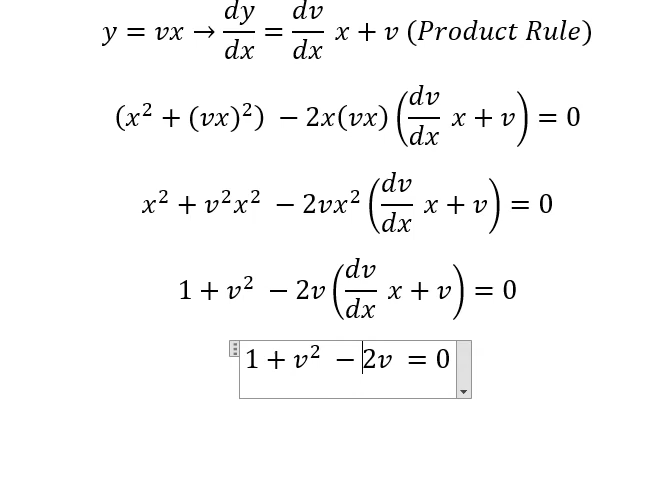 y = vx → dy/dx = dv/dx x + v (Product Rule)
(x² + (vx)²) − 2x(vx)(dv/dx x + v) = 0
x² + v²x² − 2vx²(dv/dx x + v) = 0
1 + v² − 2v(dv/dx x + v) = 0
1 + v² − 2v = 0